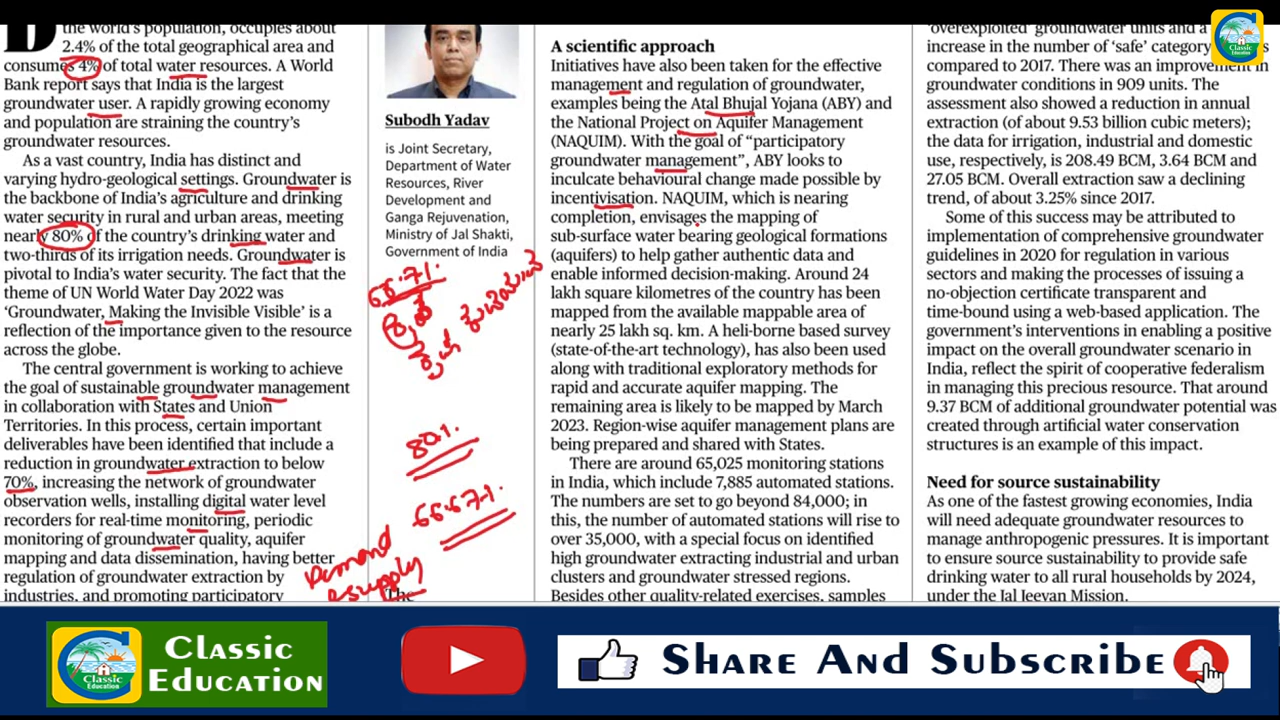 the world's population, occupies about
2.4% of the total geographical area and
consumes 4% of total water resources. A World
Bank report says that India is the largest
groundwater user. A rapidly growing economy
and population are straining the country's
groundwater resources.
As a vast country, India has distinct and
varying hydro-geological settings. Groundwater is
the backbone of India's agriculture and drinking
water security in rural and urban areas, meeting
nearly 80% of the country's drinking water and
two-thirds of its irrigation needs. Groundwater is
pivotal to India's water security. The fact that the
theme of UN World Water Day 2022 was
'Groundwater, Making the Invisible Visible' is a
reflection of the importance given to the resource
across the globe.
The central government is working to achieve
the goal of sustainable groundwater management
in collaboration with States and Union
Territories. In this process, certain important
deliverables have been identified that include a
reduction in groundwater extraction to below
70%, increasing the network of groundwater
observation wells, installing digital water level
recorders for real-time monitoring, periodic
monitoring of groundwater quality, aquifer
mapping and data dissemination, having better
regulation of groundwater extraction by
industries, and promoting participatory
Subodh Yadav
is Joint Secretary,
Department of Water
Resources, River
Development and
Ganga Rejuvenation,
Ministry of Jal Shakti,
Government of India
66.7%
80%
66.67%
Demand
supply
The
A scientific approach
Initiatives have also been taken for the effective
management and regulation of groundwater,
examples being the Atal Bhujal Yojana (ABY) and
the National Project on Aquifer Management
(NAQUIM). With the goal of "participatory
groundwater management", ABY looks to
inculcate behavioural change made possible by
incentivisation. NAQUIM, which is nearing
completion, envisages the mapping of
sub-surface water bearing geological formations
(aquifers) to help gather authentic data and
enable informed decision-making. Around 24
lakh square kilometres of the country has been
mapped from the available mappable area of
nearly 25 lakh sq. km. A heli-borne based survey
(state-of-the-art technology), has also been used
along with traditional exploratory methods for
rapid and accurate aquifer mapping. The
remaining area is likely to be mapped by March
2023. Region-wise aquifer management plans are
being prepared and shared with States.
There are around 65,025 monitoring stations
in India, which include 7,885 automated stations.
The numbers are set to go beyond 84,000; in
this, the number of automated stations will rise to
over 35,000, with a special focus on identified
high groundwater extracting industrial and urban
clusters and groundwater stressed regions.
Besides other quality-related exercises, samples
'overexploited' groundwater units and a
increase in the number of 'safe' category
compared to 2017. There was an improvement in
groundwater conditions in 909 units. The
assessment also showed a reduction in annual
extraction (of about 9.53 billion cubic meters);
the data for irrigation, industrial and domestic
use, respectively, is 208.49 BCM, 3.64 BCM and
27.05 BCM. Overall extraction saw a declining
trend, of about 3.25% since 2017.
Some of this success may be attributed to
implementation of comprehensive groundwater
guidelines in 2020 for regulation in various
sectors and making the processes of issuing a
no-objection certificate transparent and
time-bound using a web-based application. The
government's interventions in enabling a positive
impact on the overall groundwater scenario in
India, reflect the spirit of cooperative federalism
in managing this precious resource. That around
9.37 BCM of additional groundwater potential was
created through artificial water conservation
structures is an example of this impact.
Need for source sustainability
As one of the fastest growing economies, India
will need adequate groundwater resources to
manage anthropogenic pressures. It is important
to ensure source sustainability to provide safe
drinking water to all rural households by 2024,
under the Jal Jeevan Mission.
Classic
Education
Classic
Education
Classic
Education
Share And Subscribe